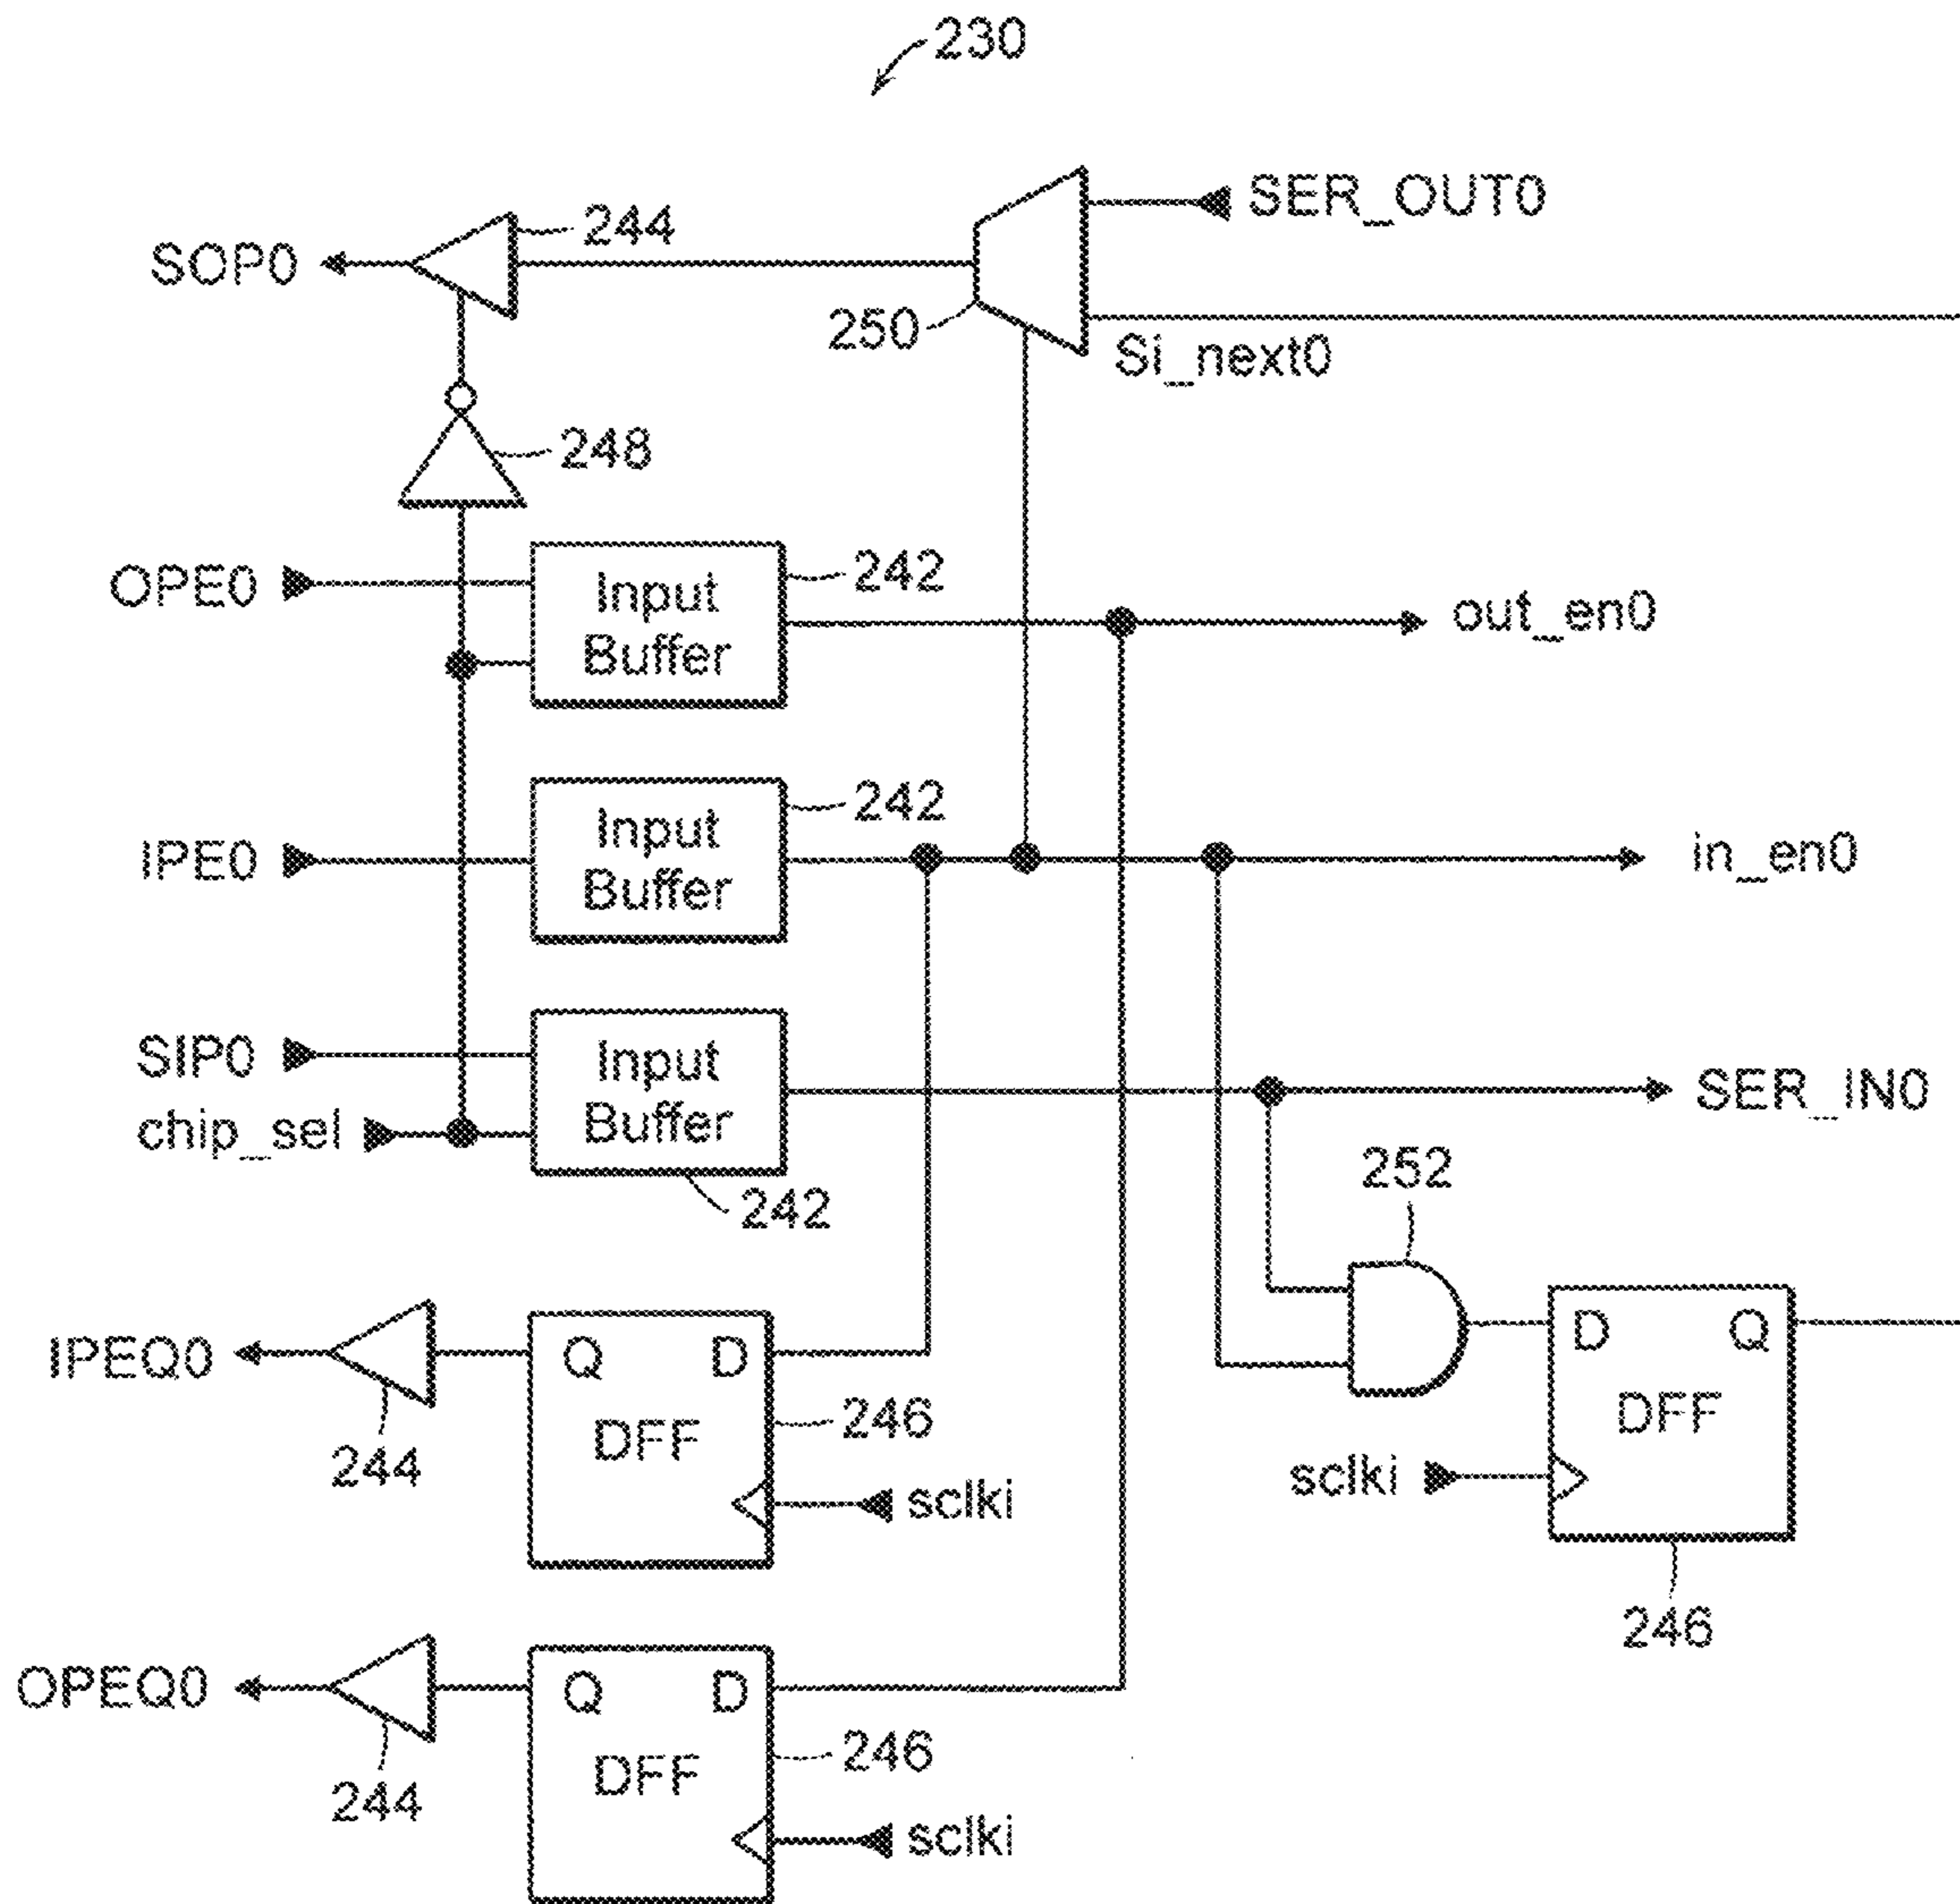 230
SER_OUT0
244
SOP0
250
Si_next0
248
OPE0
Input
Buffer
242
out_en0
IPE0
Input
Buffer
242
in_en0
SIP0
chip_sel
Input
Buffer
242
SER_IN0
252
IPEQ0
244
Q D
DFF
246
sclki
D Q
DFF
sclki
246
OPEQ0
244
Q D
DFF
246
sclki